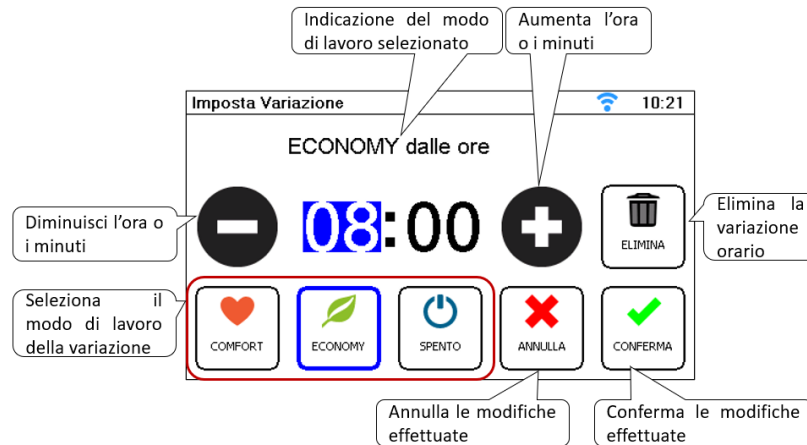 Indicazione del modo
di lavoro selezionato
Aumenta l'ora
o i minuti
Imposta Variazione
10:21
ECONOMY dalle ore
Diminuisci l'ora o
i minuti
08:00
ELIMINA
Elimina la
variazione
orario
Seleziona il
modo di lavoro
della variazione
COMFORT
ECONOMY
SPENTO
ANNULLA
CONFERMA
Annulla le modifiche
effettuate
Conferma le modifiche
effettuate